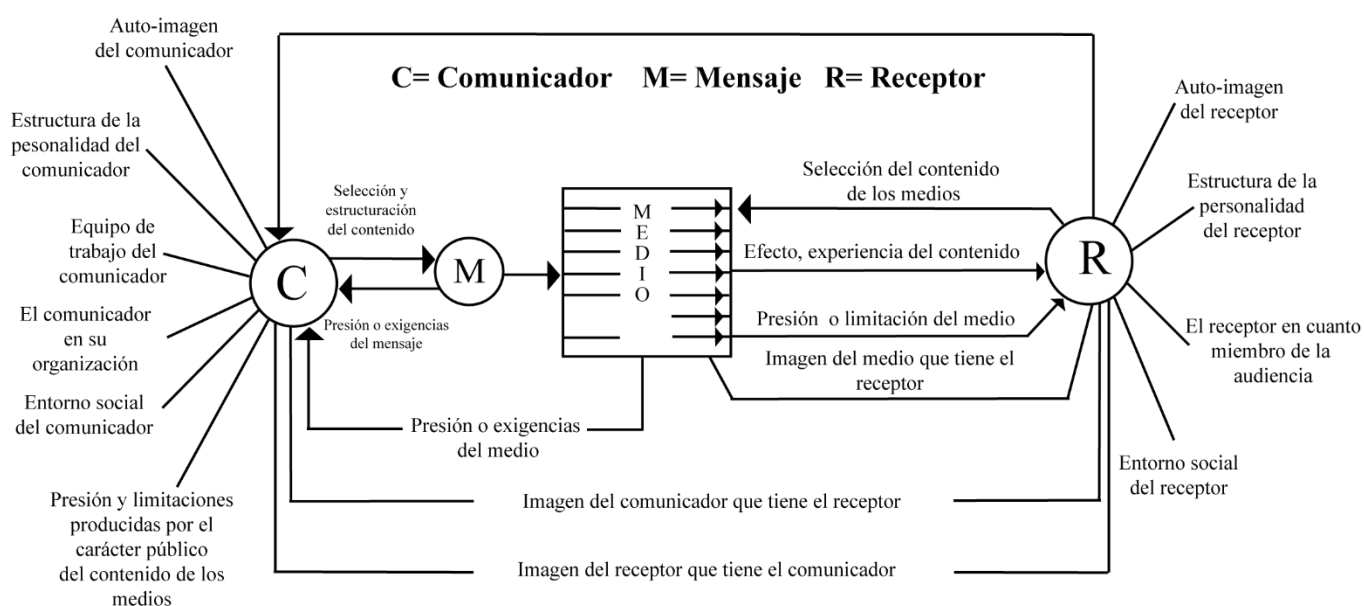 Auto-imagen
del comunicador
C= Comunicador M= Mensaje R= Receptor
Auto-imagen
del receptor
Estructura de la
pesonalidad del
comunicador
Selección y
estructuración
del contenido
M
E
D
I
O
Selección del contenido
de los medios
Estructura de la
personalidad
del receptor
Equipo de
trabajo del
comunicador
C
M
Efecto, experiencia del contenido
R
El comunicador
en su
organización
Presión o exigencias
del mensaje
Presión o limitación del medio
El receptor en cuanto
miembro de la
audiencia
Imagen del medio que tiene el
receptor
Entorno social
del comunicador
Presión o exigencias
del medio
Entorno social
del receptor
Presión y limitaciones
producidas por el
carácter público
del contenido de los
medios
Imagen del comunicador que tiene el receptor
Imagen del receptor que tiene el comunicador